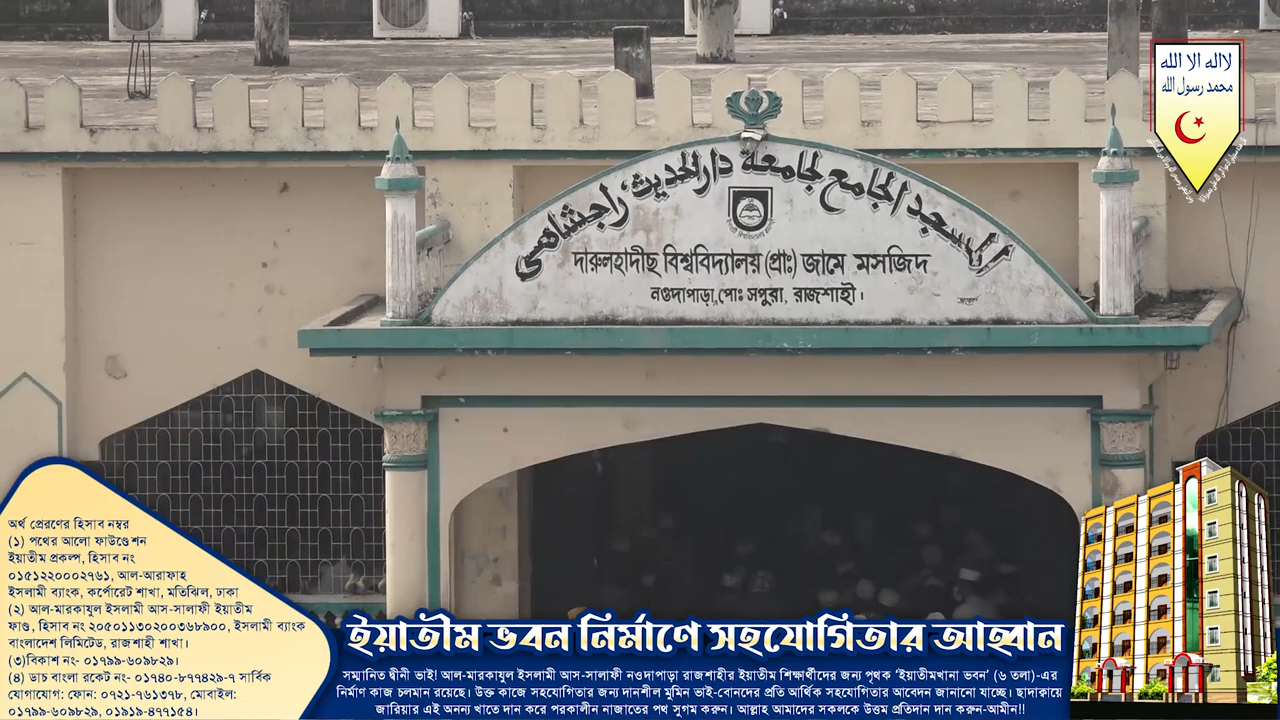 لااله الا الله
محمد رسول الله
المسجد الجامع لجامعة دارالحديث راجشاهي
দারুলহাদীছ বিশ্ববিদ্যালয় (প্রাঃ) জামে মসজিদ
নওদাপাড়া, পোঃ সপুরা, রাজশাহী।
অর্থ প্রেরণের হিসাব নম্বর
(১) পথের আলো ফাউণ্ডেশন
ইয়াতীম প্রকল্প, হিসাব নং
০১৫১২২০০০২৭৬১, আল-আরাফাহ
ইসলামী ব্যাংক, কর্পোরেট শাখা, মতিঝিল, ঢাকা
(২) আল-মারকাযুল ইসলামী আস-সালাফী ইয়াতীম
ফাণ্ড, হিসাব নং ২০৫০১১৩০২০০৩৬৮৯০০, ইসলামী ব্যাংক
বাংলাদেশ লিমিটেড, রাজশাহী শাখা।
(৩)বিকাশ নং- ০১৭৯৯-৬০৯৮২৯।
(৪) ডাচ বাংলা রকেট নং- ০১৭৪০-৮৭৭৪২৯-৭ সার্বিক
যোগাযোগ: ফোন: ০৭২১-৭৬১৩৭৮, মোবাইল:
০১৭৯৯-৬০৯৮২৯, ০১৯১৯-৪৭৭১৫৪।
ইয়াতীম ভবন নির্মাণে সহযোগিতার আহ্বান
সম্মানিত দ্বীনী ভাই! আল-মারকাযুল ইসলামী আস-সালাফী নওদাপাড়া রাজশাহীর ইয়াতীম শিক্ষার্থীদের জন্য পৃথক ‘ইয়াতীমখানা ভবন’ (৬ তলা)-এর
নির্মাণ কাজ চলমান রয়েছে। উক্ত কাজে সহযোগিতার জন্য দানশীল মুমিন ভাই-বোনদের প্রতি আর্থিক সহযোগিতার আবেদন জানানো যাচ্ছে। ছাদাক্বায়ে
জারিয়ার এই অনন্য খাতে দান করে পরকালীন নাজাতের পথ সুগম করুন। আল্লাহ আমাদের সকলকে উত্তম প্রতিদান দান করুন-আমীন!!